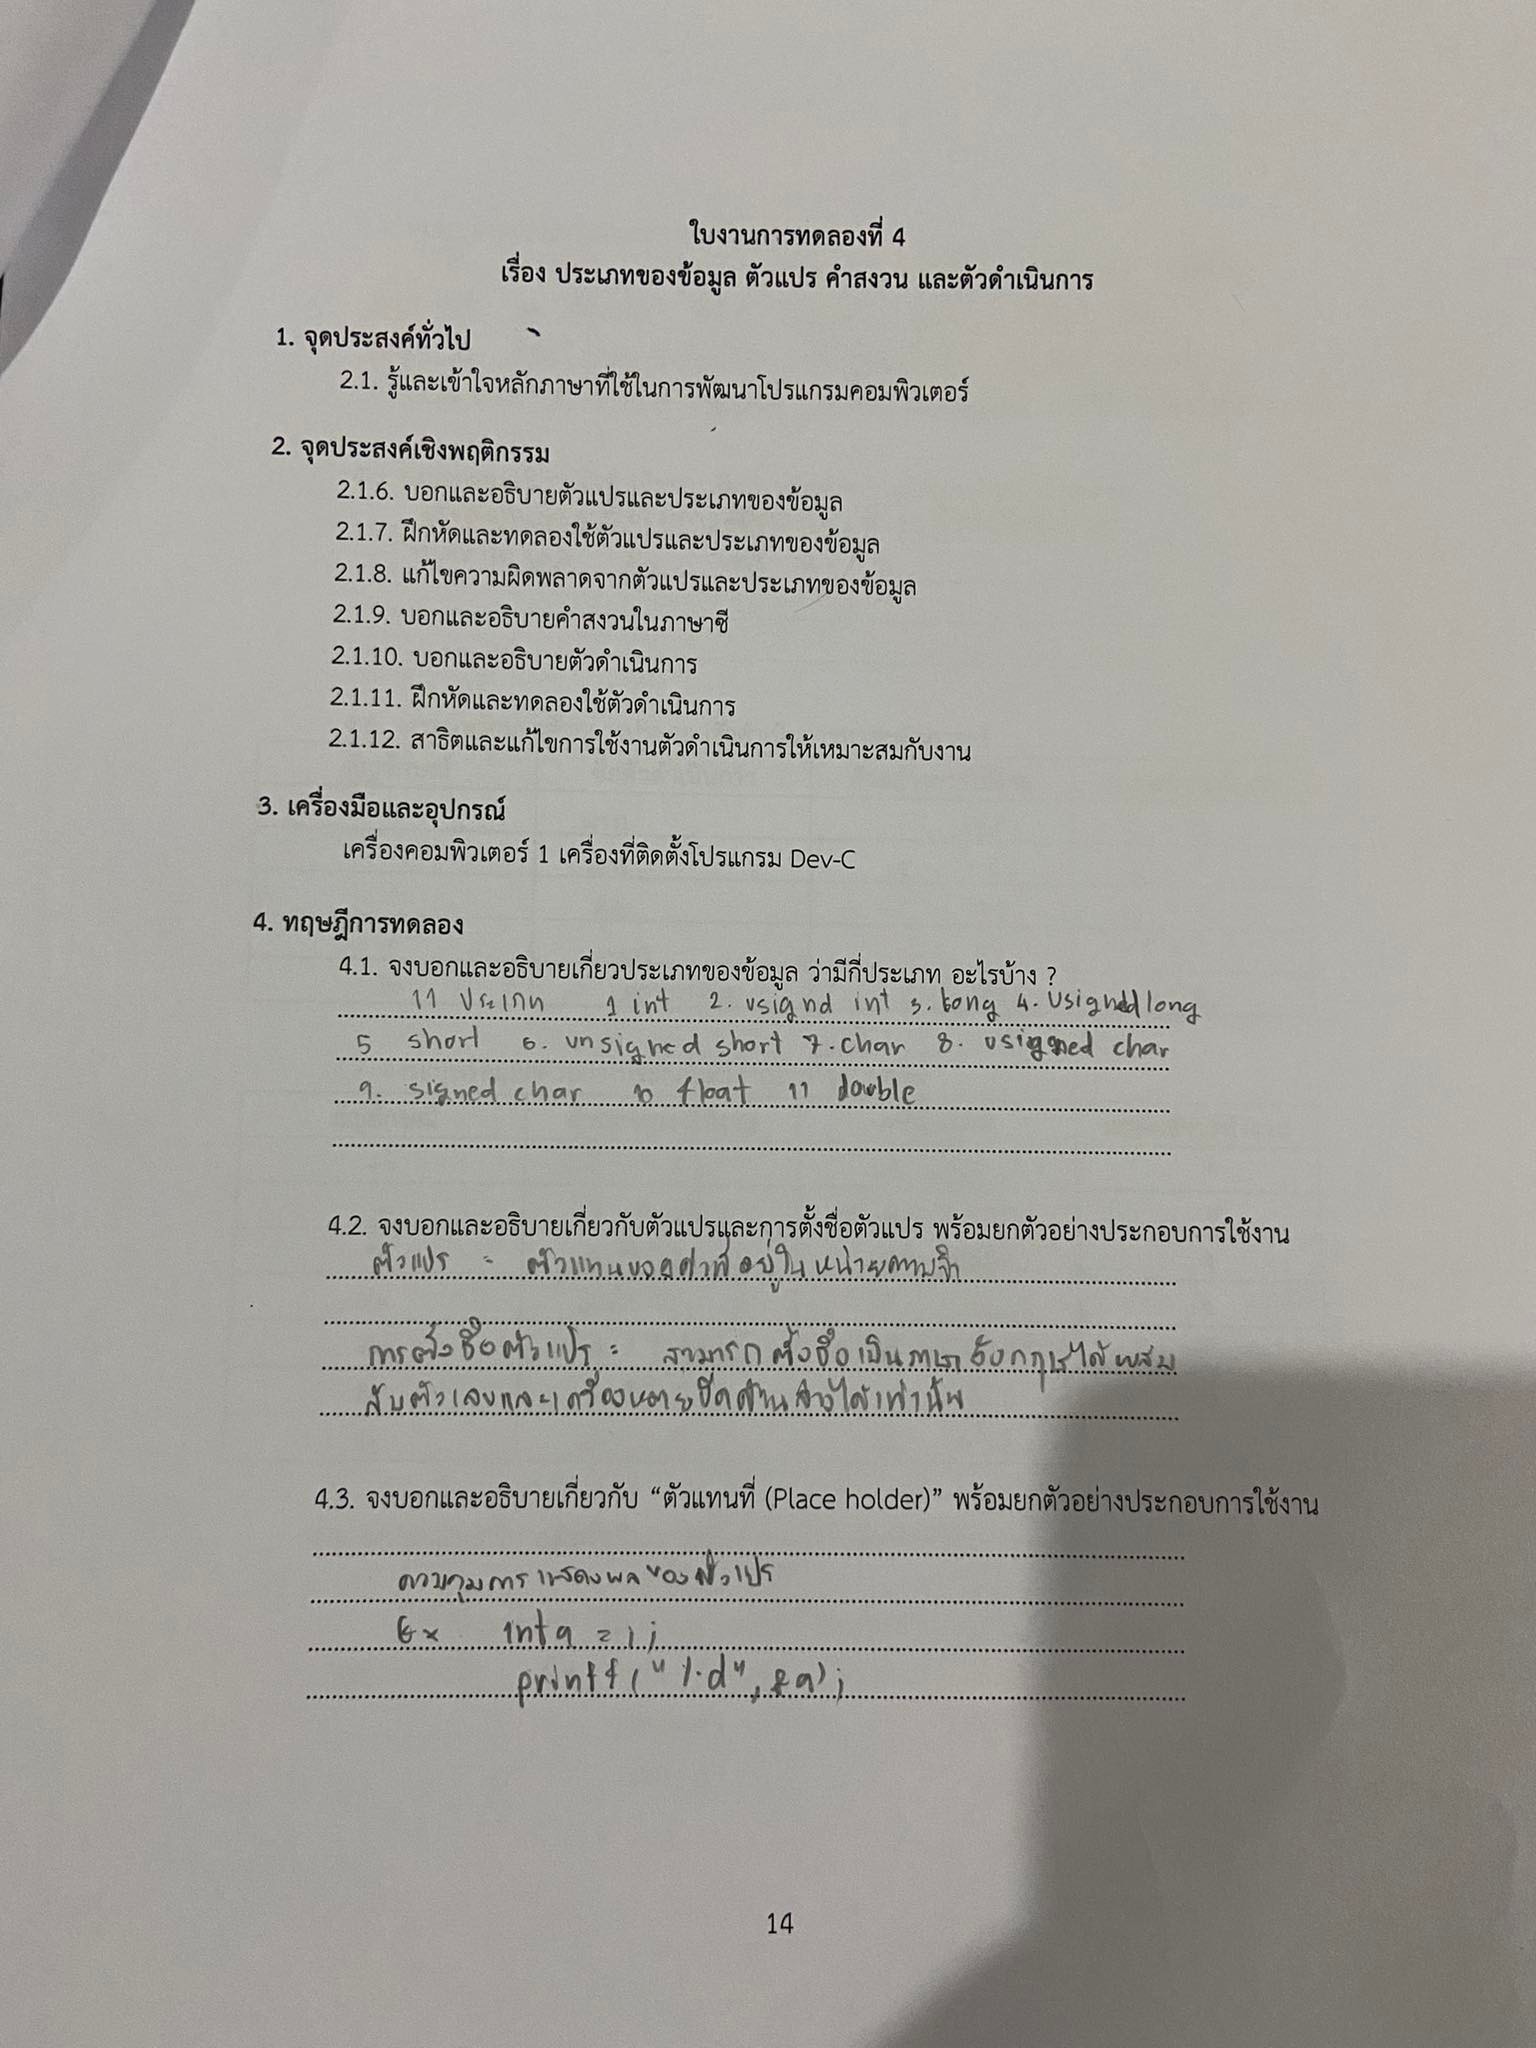 ใบงานการทดลองที่ 4
เรื่อง ประเภทของข้อมูล ตัวแปร คำสงวน และตัวดำเนินการ
1. จุดประสงค์ทั่วไป
2.1. รู้และเข้าใจหลักภาษาที่ใช้ในการพัฒนาโปรแกรมคอมพิวเตอร์
2. จุดประสงค์เชิงพฤติกรรม
2.1.6. บอกและอธิบายตัวแปรและประเภทของข้อมูล
2.1.7. ฝึกหัดและทดลองใช้ตัวแปรและประเภทของข้อมูล
2.1.8. แก้ไขความผิดพลาดจากตัวแปรและประเภทของข้อมูล
2.1.9. บอกและอธิบายคำสงวนในภาษาซี
2.1.10. บอกและอธิบายตัวดำเนินการ
2.1.11. ฝึกหัดและทดลองใช้ตัวดำเนินการ
2.1.12. สาธิตและแก้ไขการใช้งานตัวดำเนินการให้เหมาะสมกับงาน
3. เครื่องมือและอุปกรณ์
เครื่องคอมพิวเตอร์ 1 เครื่องที่ติดตั้งโปรแกรม Dev-C
4. ทฤษฎีการทดลอง
4.1. จงบอกและอธิบายเกี่ยวประเภทของข้อมูล ว่ามีกี่ประเภท อะไรบ้าง ?
11 ประเภท 1 int 2. usignd int 3. long 4. usigned long
5 short 6. unsigned short 7. char 8. usigned char
9. signed char 10 float 11 double
4.2. จงบอกและอธิบายเกี่ยวกับตัวแปรและการตั้งชื่อตัวแปร พร้อมยกตัวอย่างประกอบการใช้งาน
ตัวแปร = ตัวแทนของค่าที่อยู่ในหน่วยความจำ
การตั้งชื่อตัวแปร = สามารถตั้งชื่อเป็นภาษาอังกฤษได้ผสม
กับตัวเลขและเครื่องหมายขีดด้านล่างได้เท่านั้น
4.3. จงบอกและอธิบายเกี่ยวกับ “ตัวแทนที่ (Place holder)” พร้อมยกตัวอย่างประกอบการใช้งาน
ควบคุมการแสดงผลของตัวแปร
Ex int a = 1;
printf("%d", &a);
14